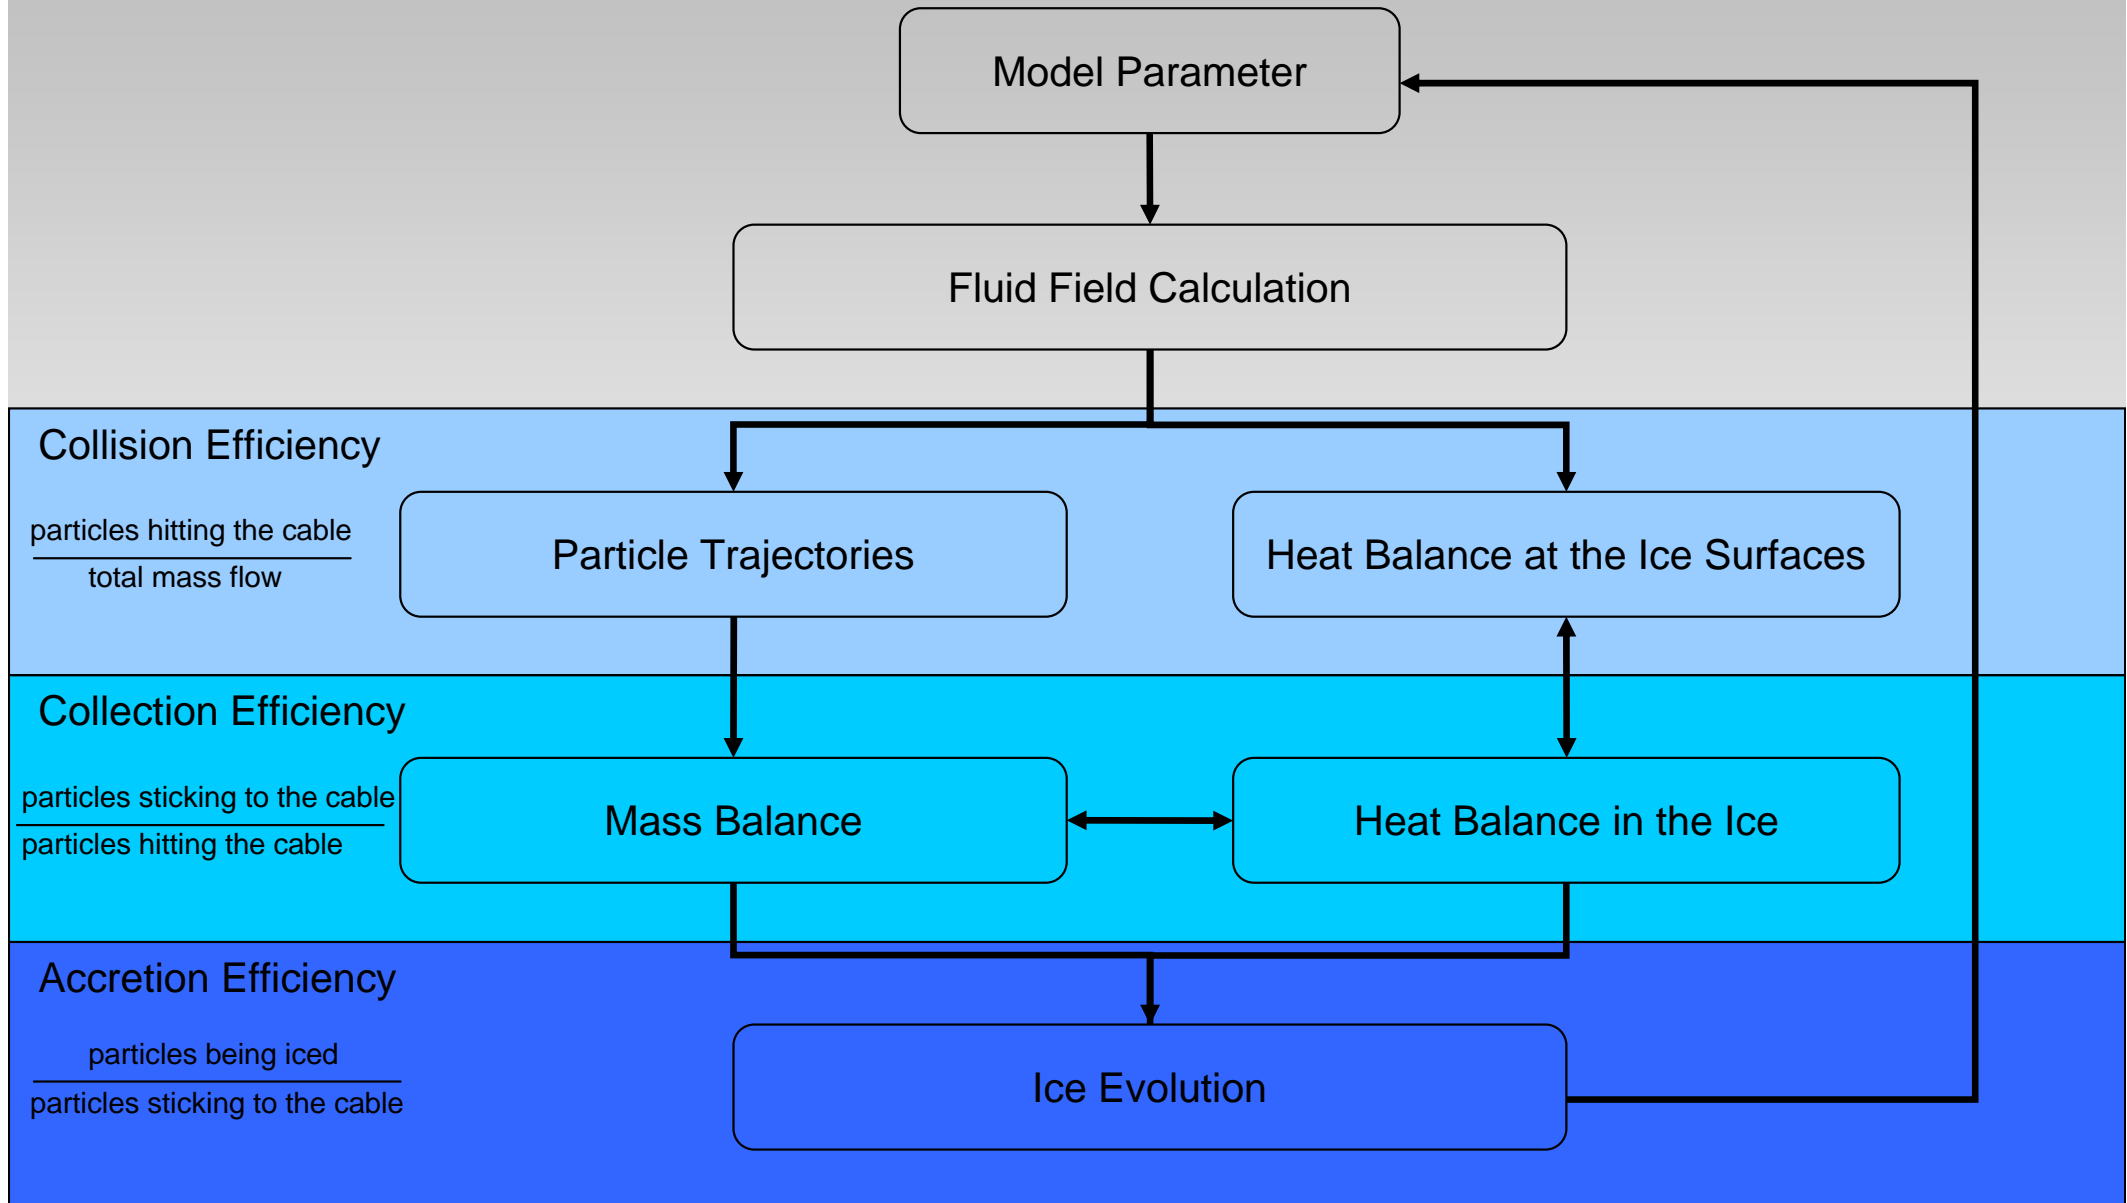 Model Parameter
Fluid Field Calculation
Collision Efficiency
particles hitting the cable
total mass flow
Particle Trajectories
Heat Balance at the Ice Surfaces
Collection Efficiency
particles sticking to the cable
particles hitting the cable
Mass Balance
Heat Balance in the Ice
Accretion Efficiency
particles being iced
particles sticking to the cable
Ice Evolution